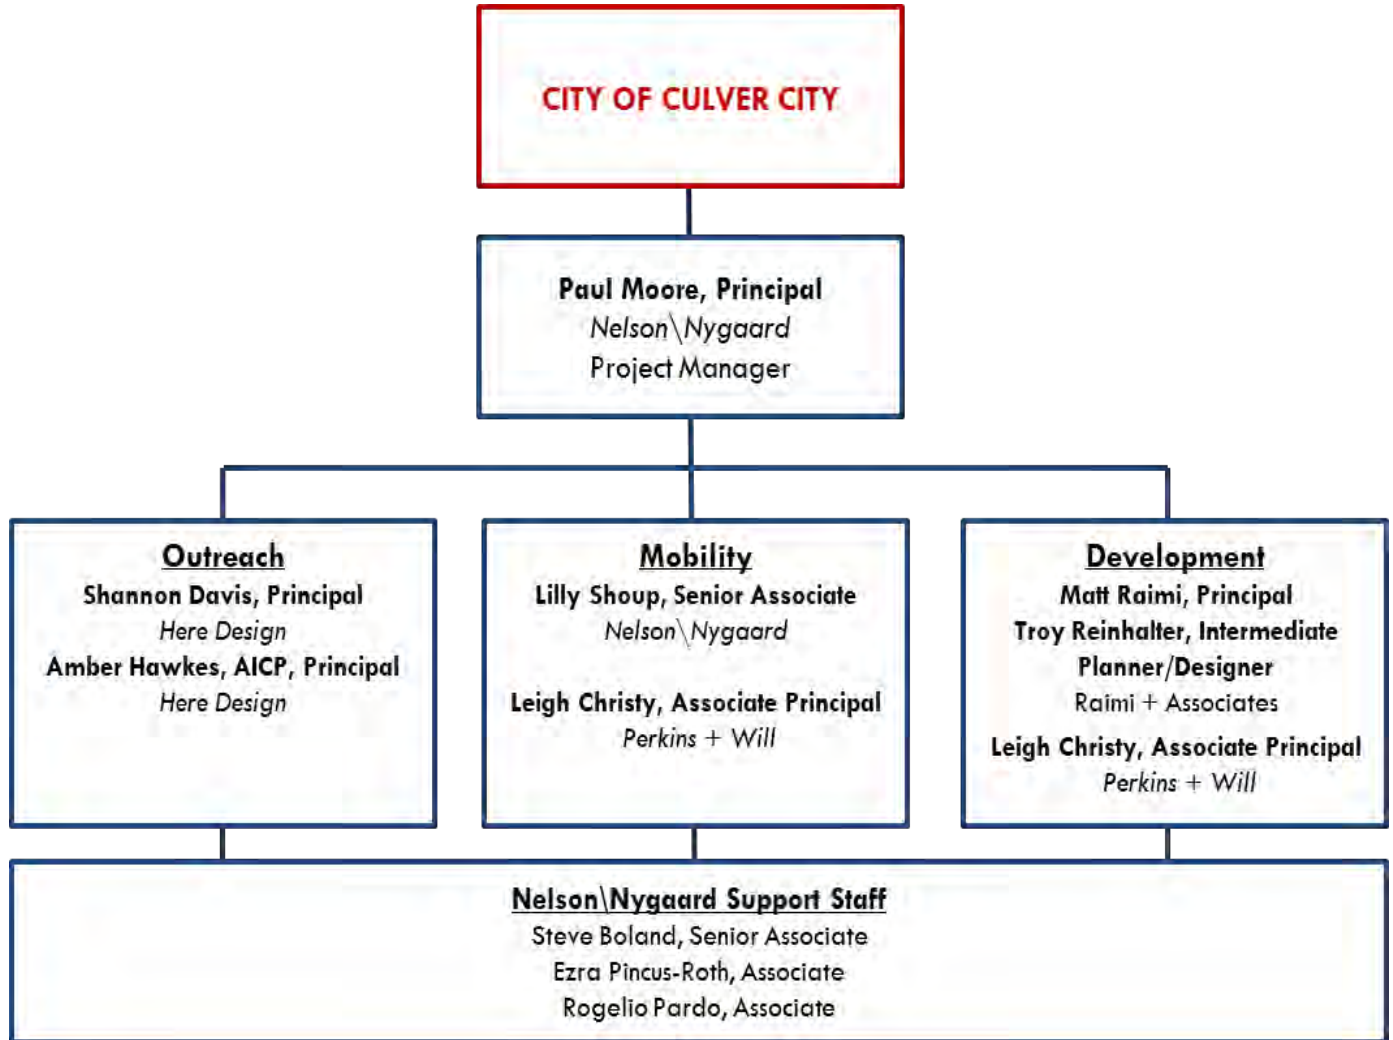 CITY OF CULVER CITY
Paul Moore, Principal
Nelson\Nygaard
Project Manager
Outreach
Shannon Davis, Principal
Here Design
Amber Hawkes, AICP, Principal
Here Design
Mobility
Lilly Shoup, Senior Associate
Nelson\Nygaard
Leigh Christy, Associate Principal
Perkins + Will
Development
Matt Raimi, Principal
Troy Reinhalter, Intermediate
Planner/Designer
Raimi + Associates
Leigh Christy, Associate Principal
Perkins + Will
Nelson\Nygaard Support Staff
Steve Boland, Senior Associate
Ezra Pincus-Roth, Associate
Rogelio Pardo, Associate